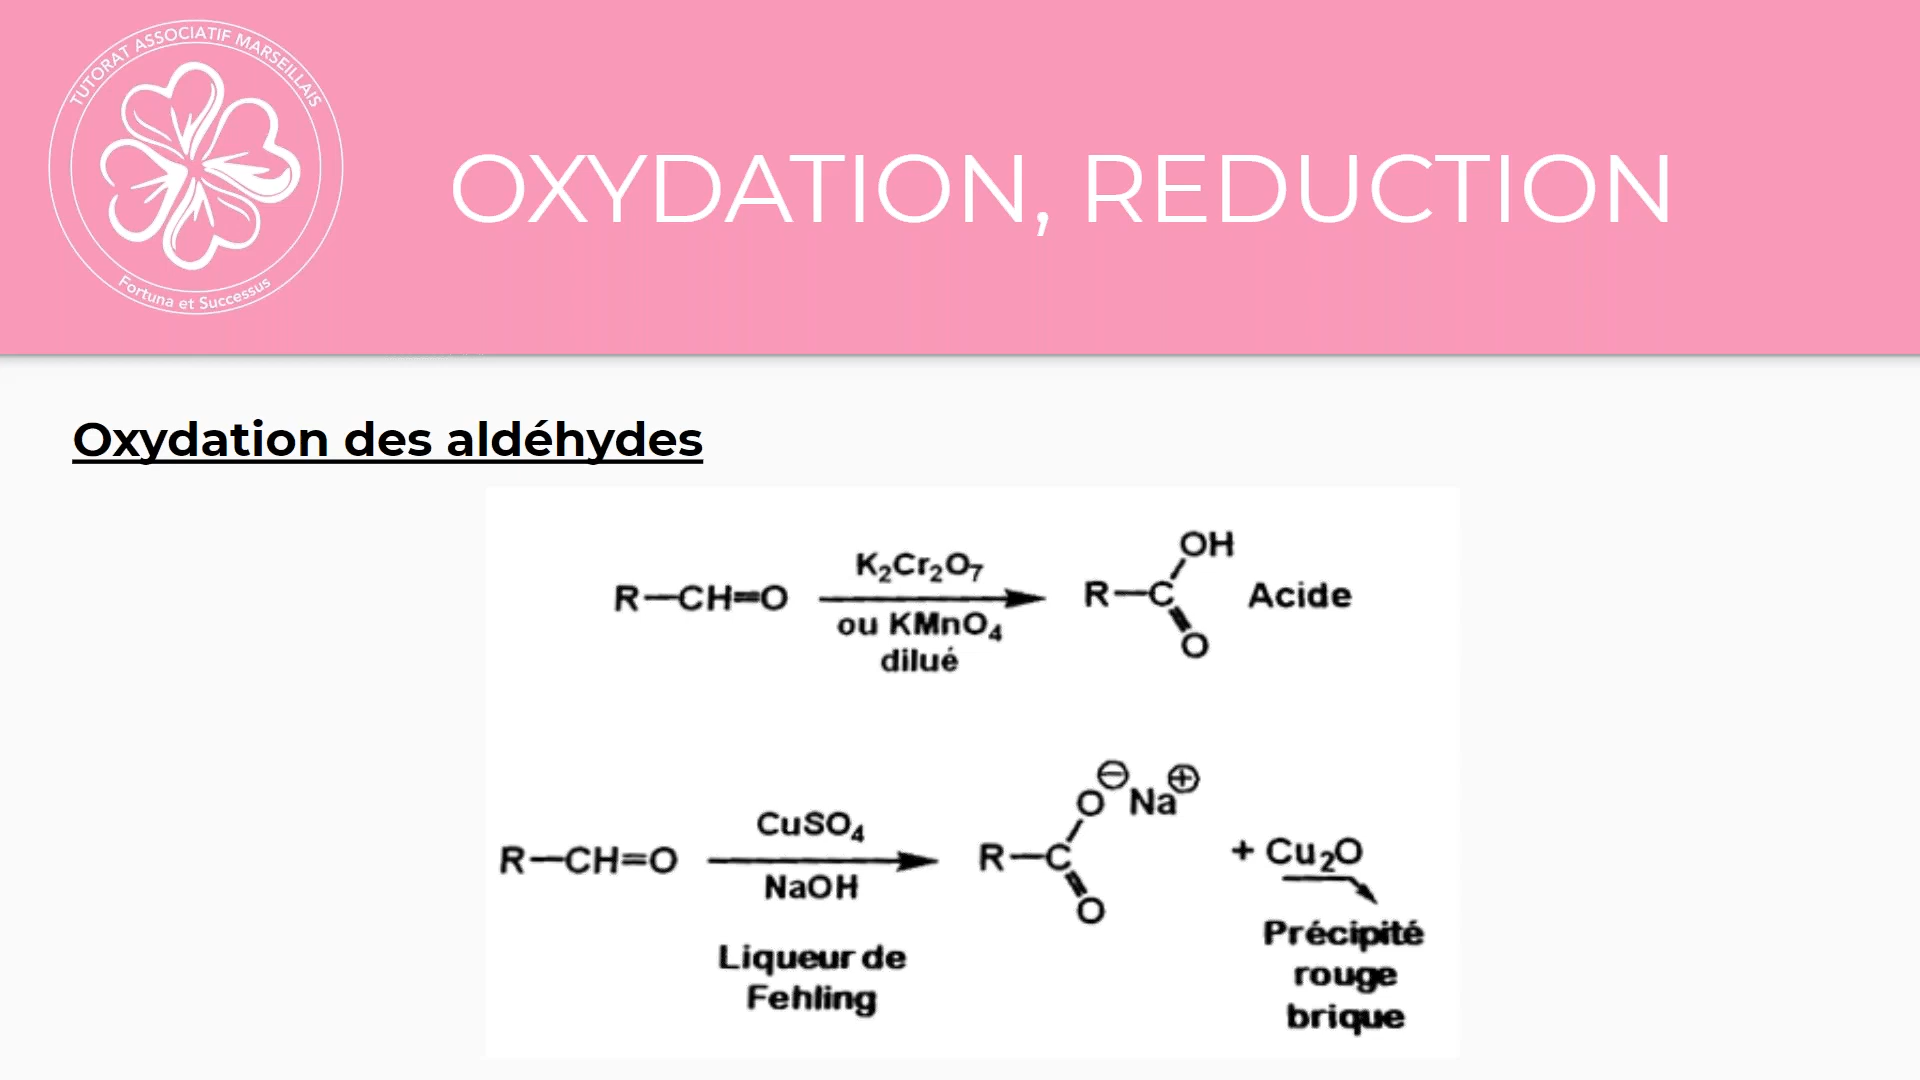 TUTORAT ASSOCIATIF MARSEILLAIS
Fortuna et Successus
OXYDATION, REDUCTION
Oxydation des aldéhydes
R—CH=O
K₂Cr₂O₇
ou KMnO₄
dilué
OH
R—C
O
Acide
R—CH=O
CuSO₄
NaOH
Liqueur de
Fehling
O⊖ Na⊕
R—C
O
+ Cu₂O
Précipité
rouge
brique